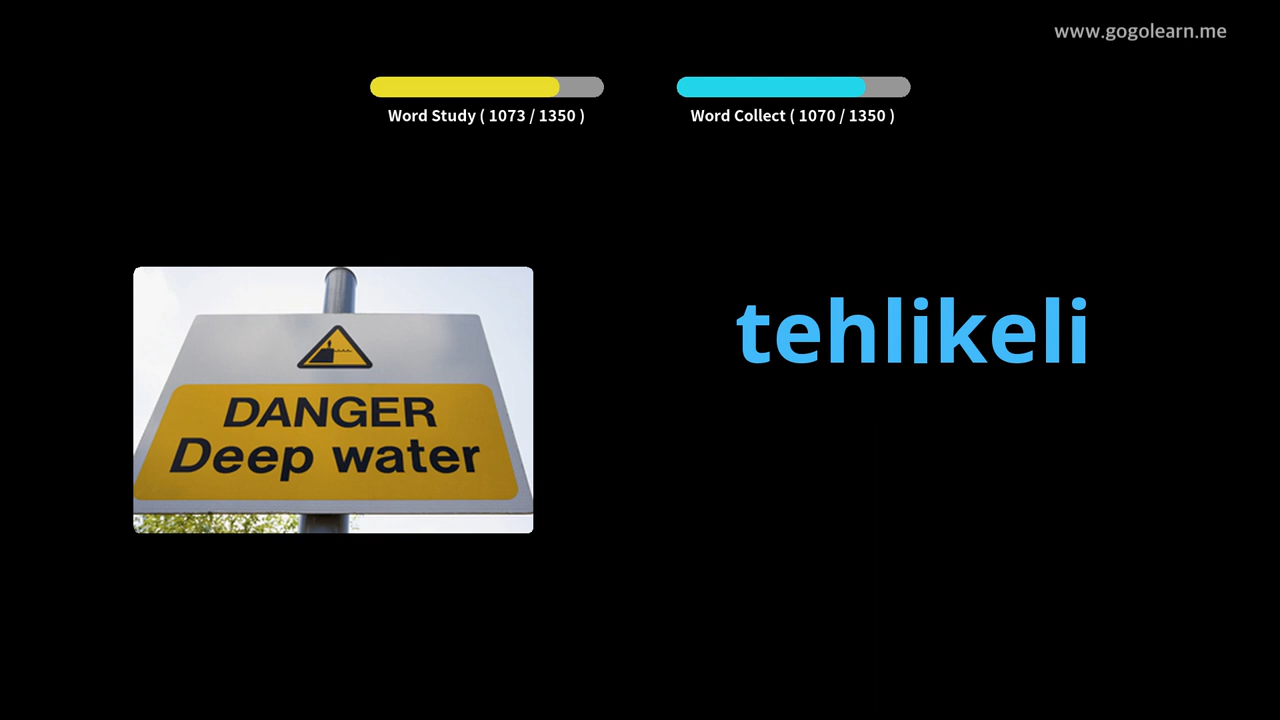 www.gogolearn.me
Word Study ( 1073 / 1350 )
Word Collect ( 1070 / 1350 )
DANGER
Deep water
tehlikeli